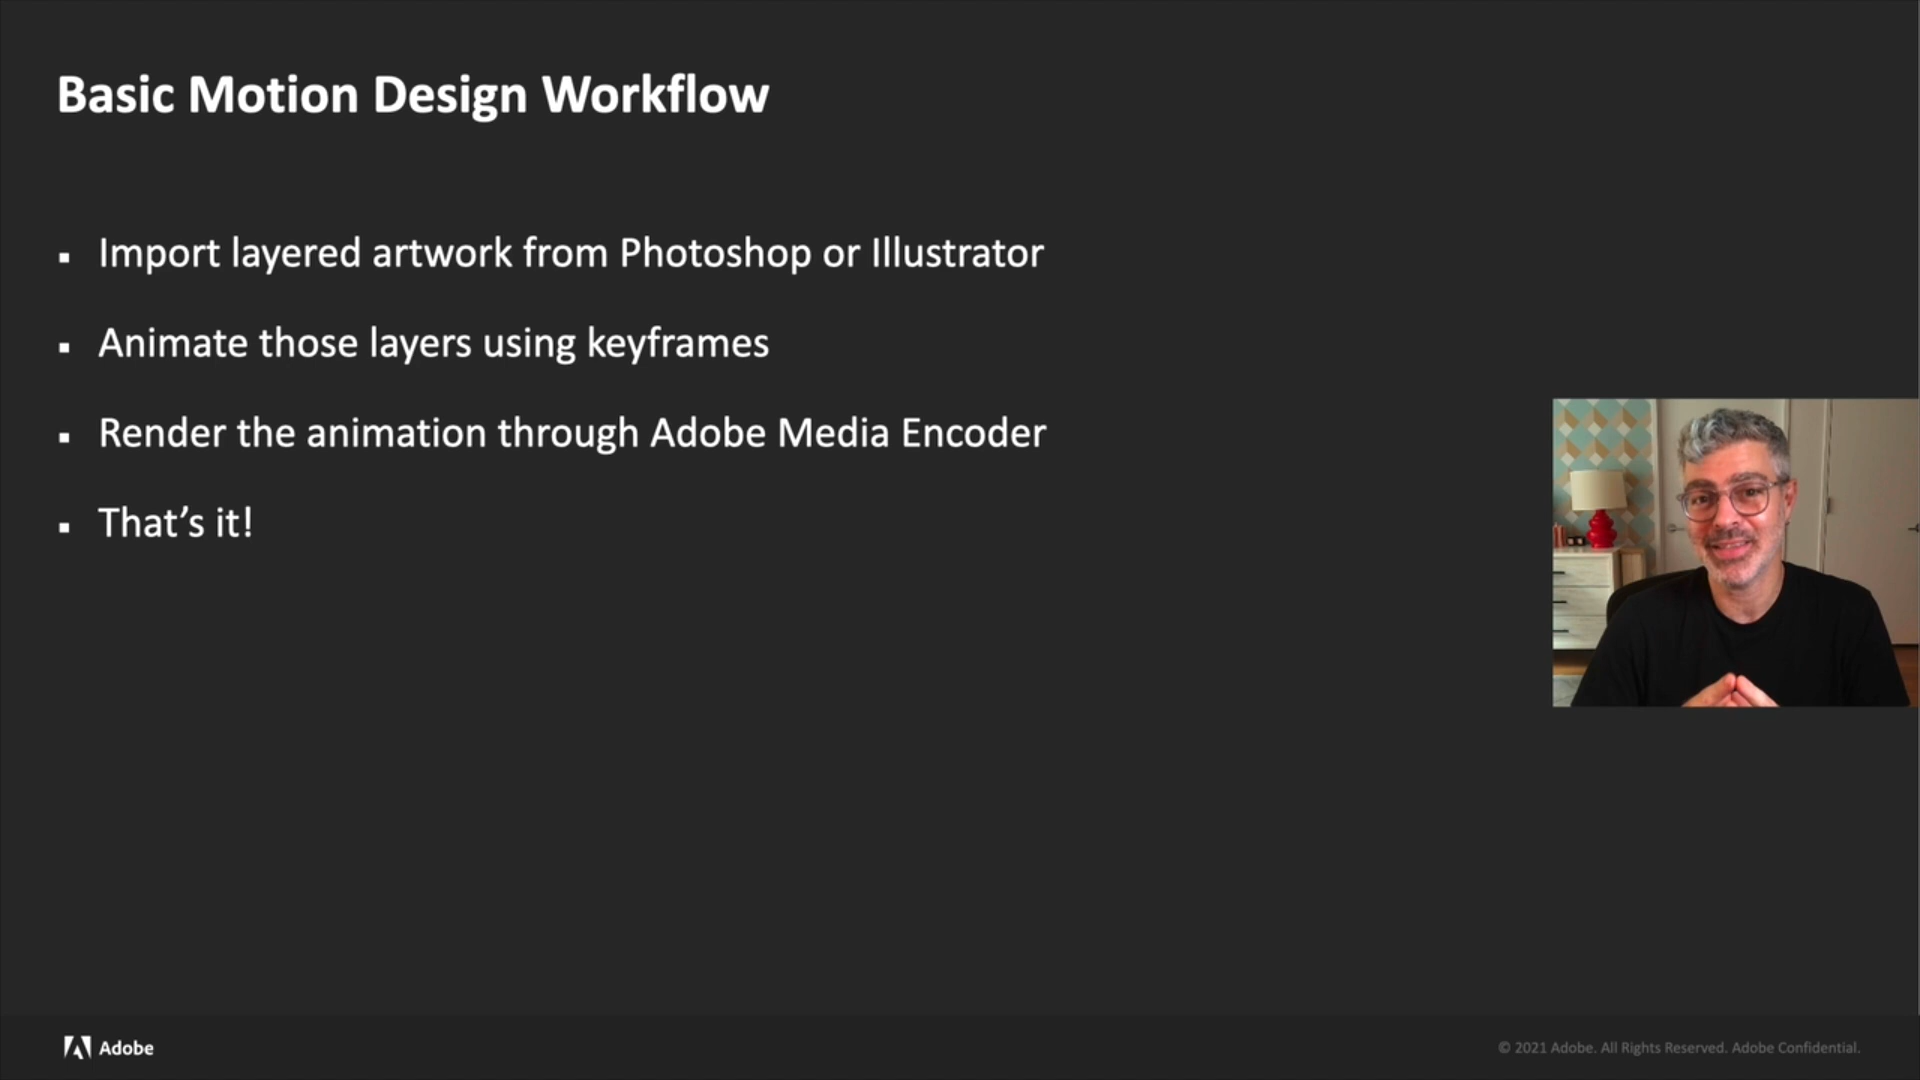 Basic Motion Design Workflow
Import layered artwork from Photoshop or Illustrator
Animate those layers using keyframes
Render the animation through Adobe Media Encoder
That’s it!
Adobe
© 2021 Adobe. All Rights Reserved. Adobe Confidential.